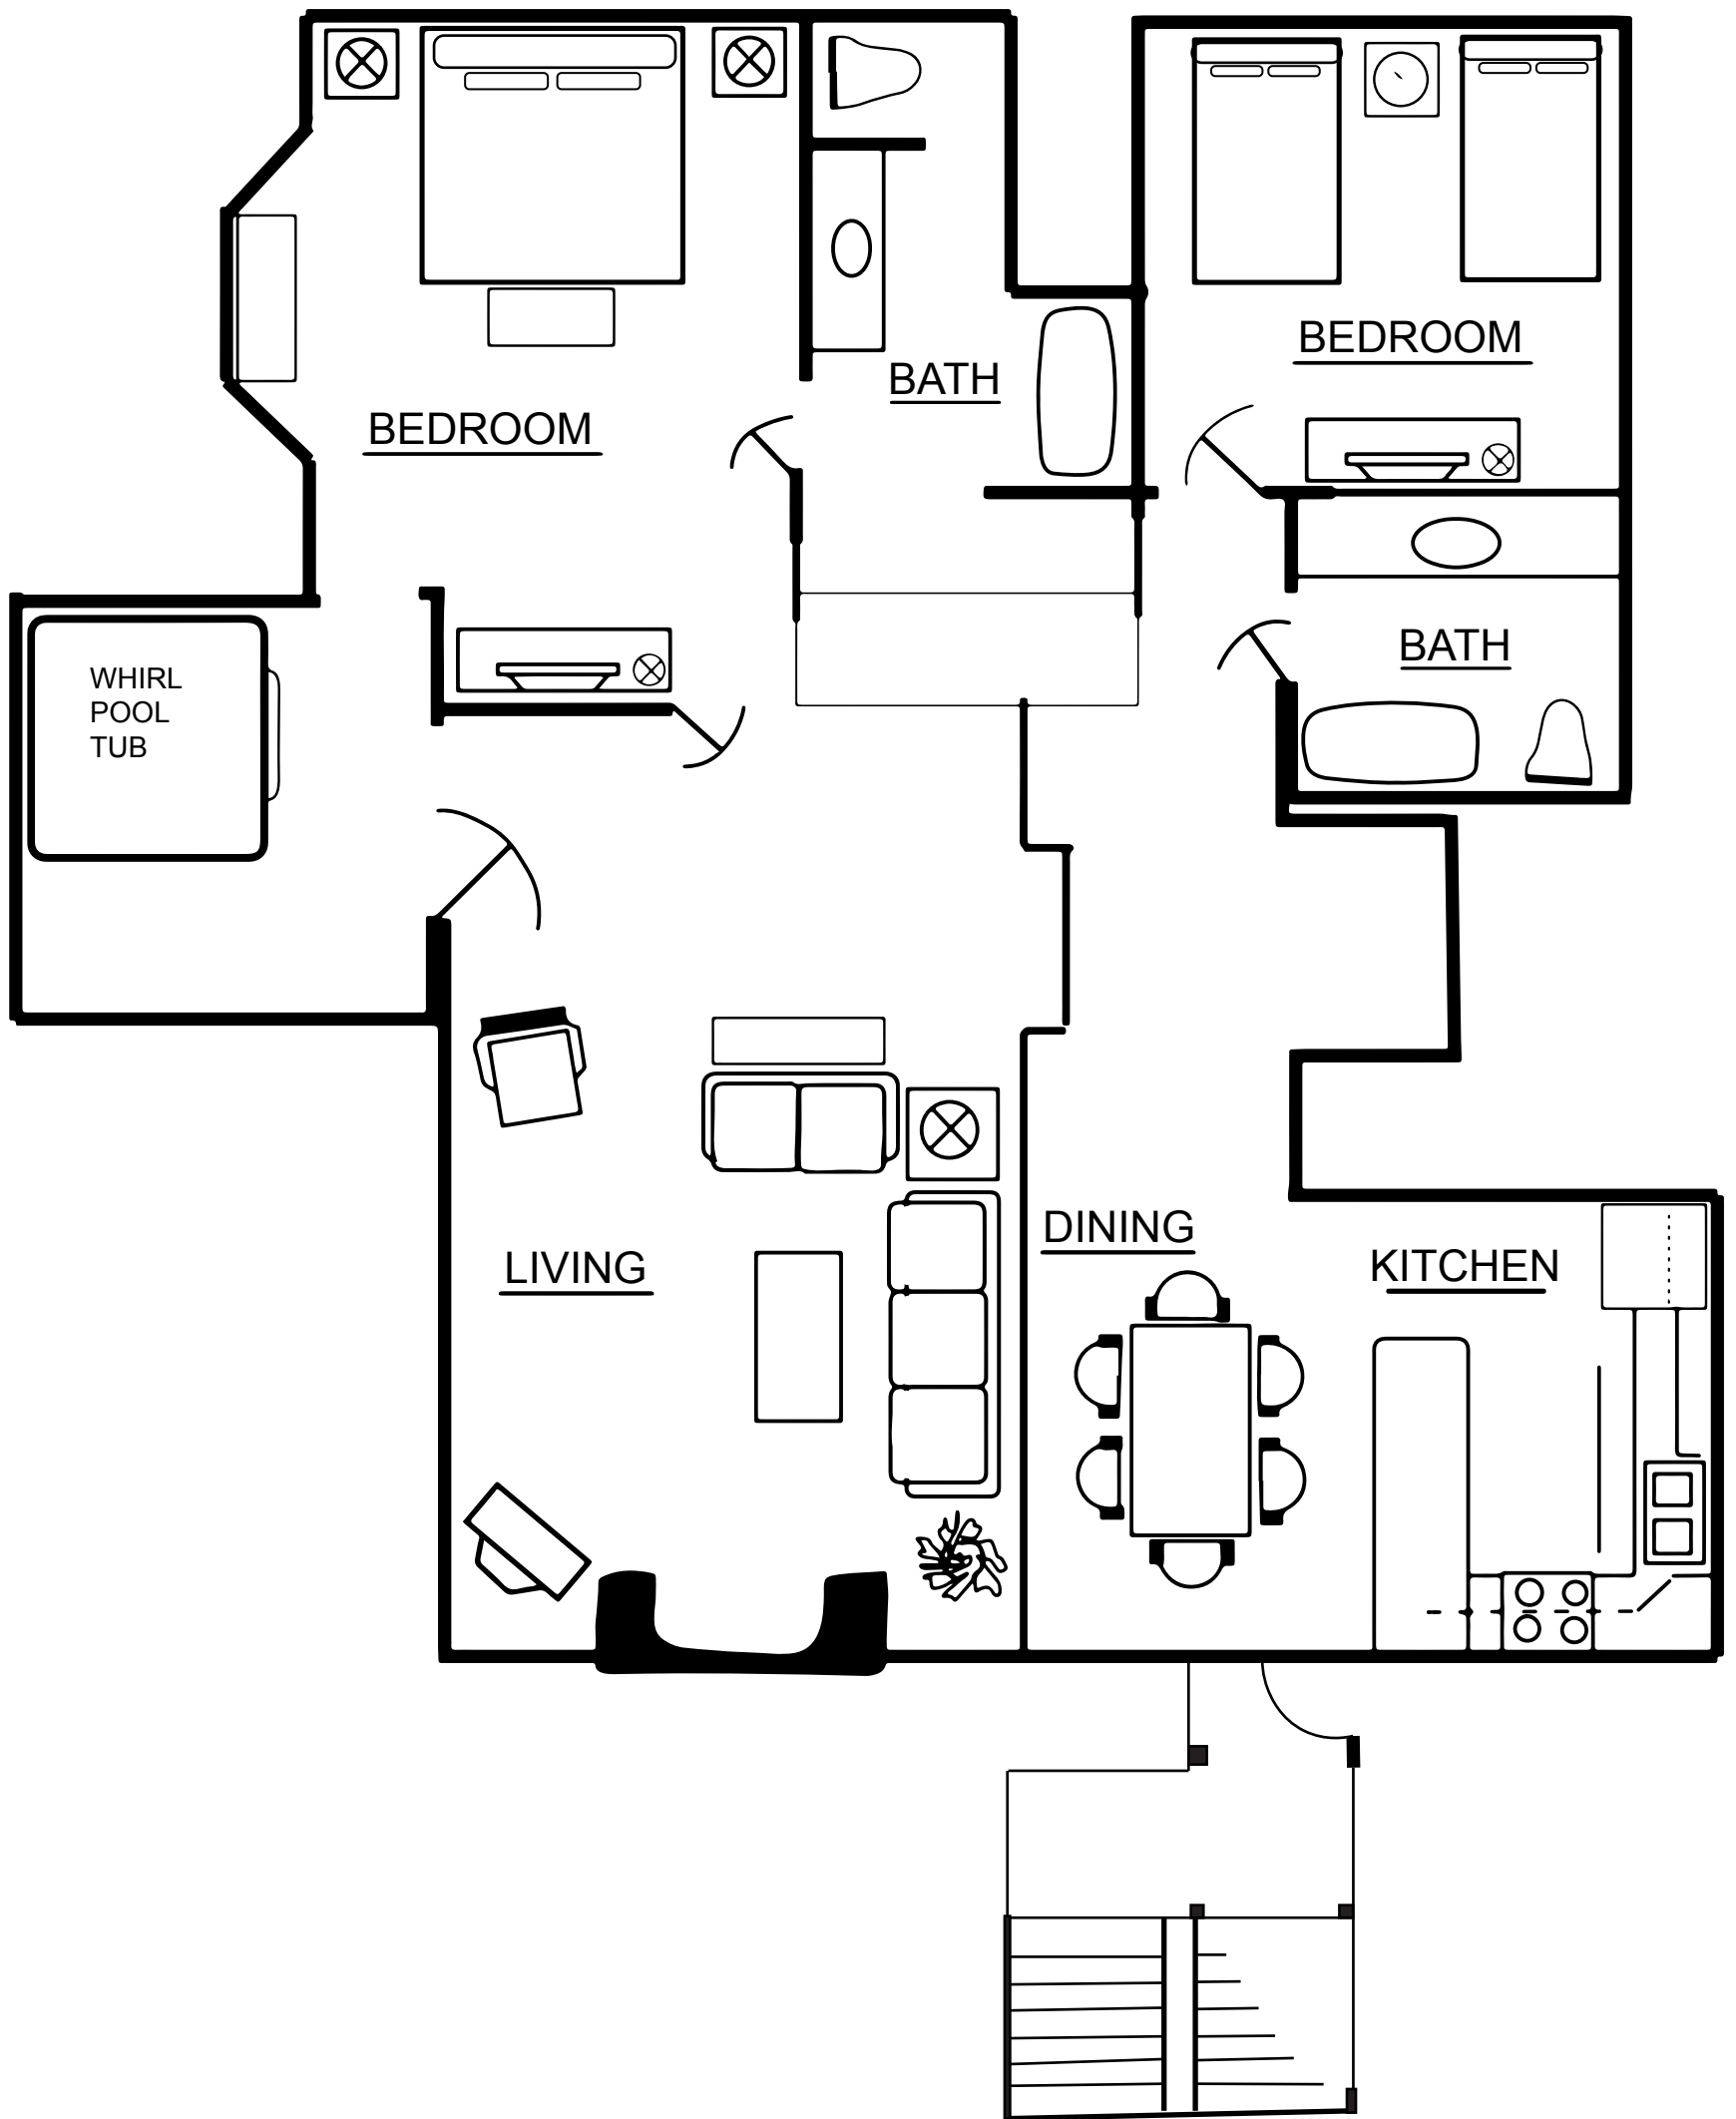 BEDROOM
BATH
BEDROOM
BATH
WHIRL
POOL
TUB
LIVING
DINING
KITCHEN